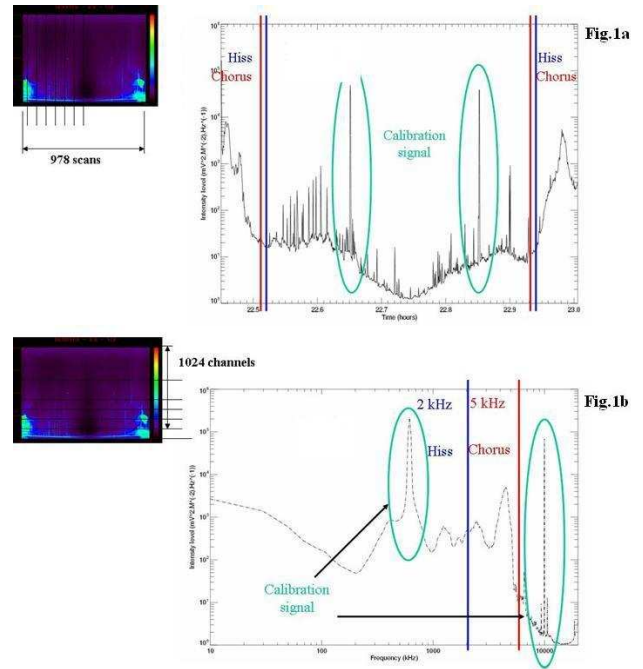 Fig.1a
Hiss
Chorus
Hiss
Chorus
Calibration
signal
978 scans
Intensity level (mV^2.M^(-2).Hz^(-1))
22.5
22.6
22.7
22.8
22.9
23.0
Time (hours)
1024 channels
Fig.1b
2 kHz
5 kHz
Hiss
Chorus
Calibration
signal
Intensity level (mV^2.M^(-2).Hz^(-1))
10
100
1000
10000
Frequency (kHz)